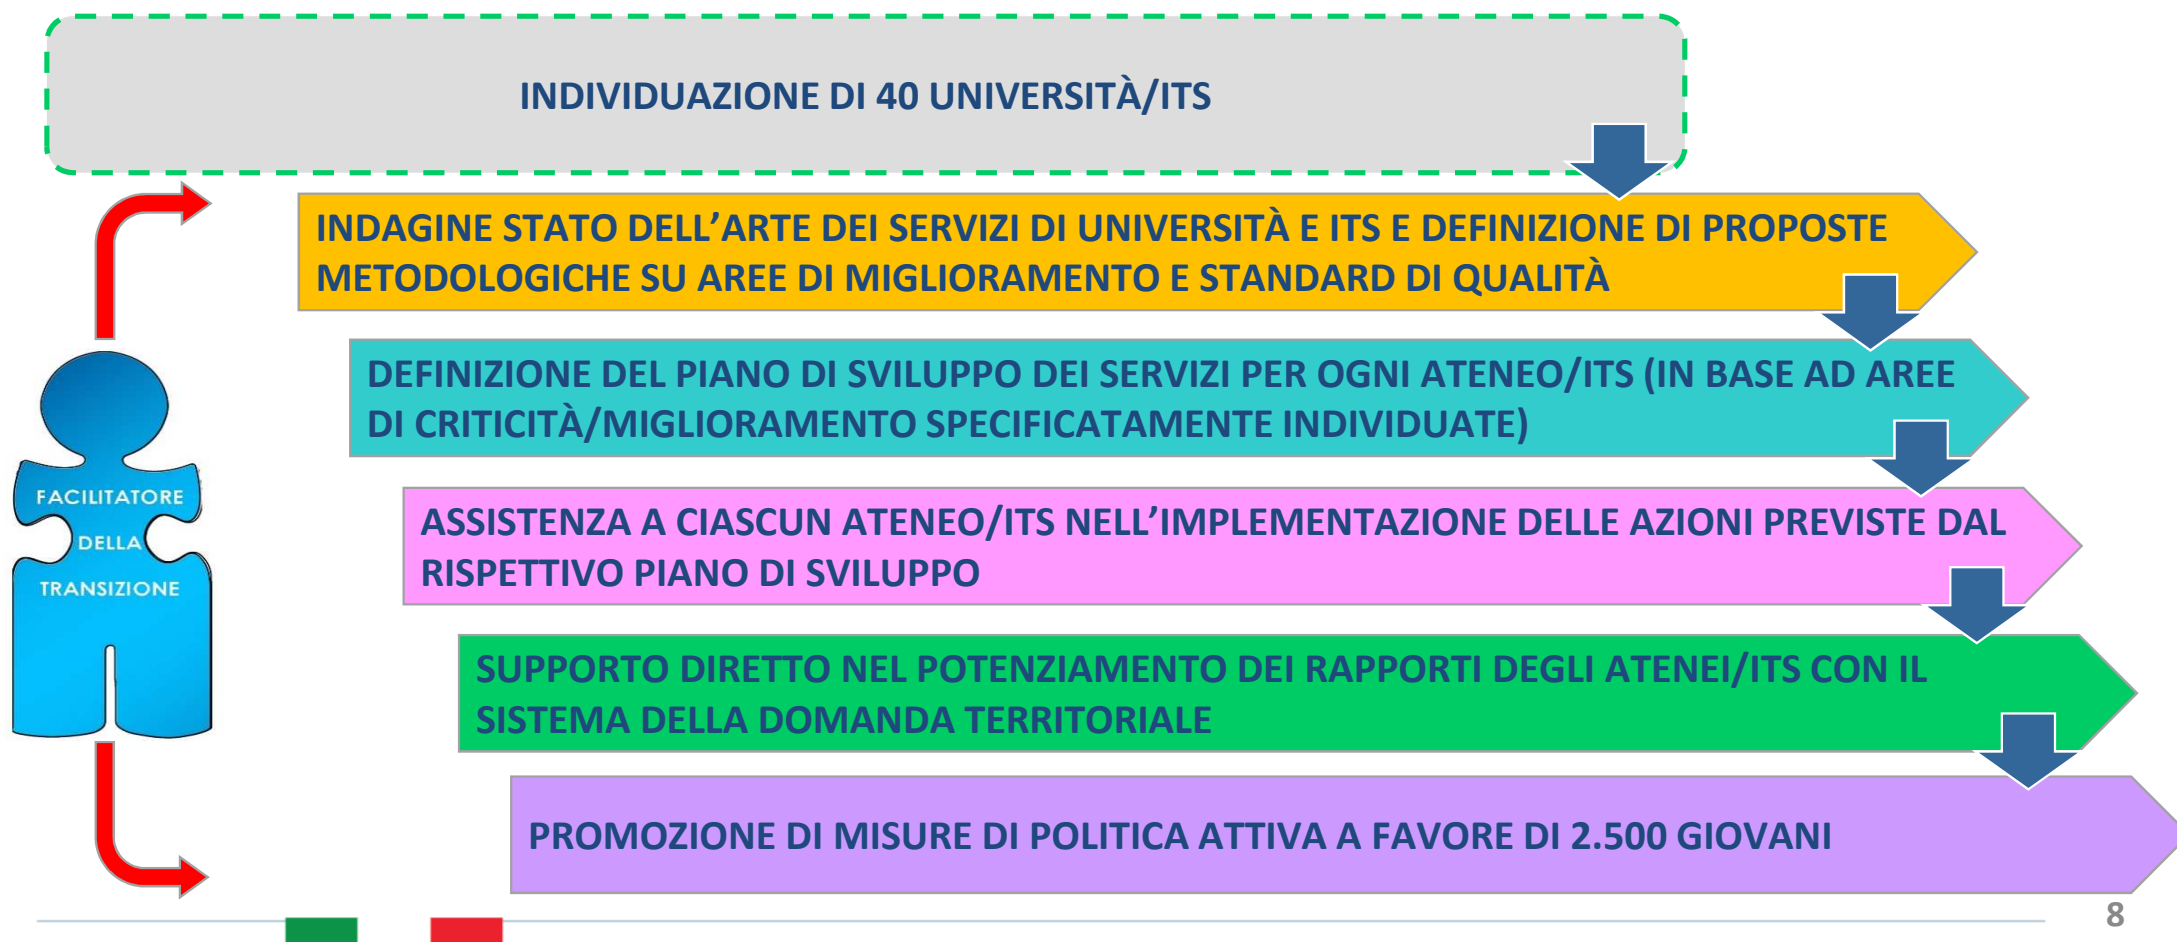 INDIVIDUAZIONE DI 40 UNIVERSITÀ/ITS
INDAGINE STATO DELL’ARTE DEI SERVIZI DI UNIVERSITÀ E ITS E DEFINIZIONE DI PROPOSTE
METODOLOGICHE SU AREE DI MIGLIORAMENTO E STANDARD DI QUALITÀ
DEFINIZIONE DEL PIANO DI SVILUPPO DEI SERVIZI PER OGNI ATENEO/ITS (IN BASE AD AREE
DI CRITICITÀ/MIGLIORAMENTO SPECIFICATAMENTE INDIVIDUATE)
FACILITATORE
DELLA
TRANSIZIONE
ASSISTENZA A CIASCUN ATENEO/ITS NELL’IMPLEMENTAZIONE DELLE AZIONI PREVISTE DAL
RISPETTIVO PIANO DI SVILUPPO
SUPPORTO DIRETTO NEL POTENZIAMENTO DEI RAPPORTI DEGLI ATENEI/ITS CON IL
SISTEMA DELLA DOMANDA TERRITORIALE
PROMOZIONE DI MISURE DI POLITICA ATTIVA A FAVORE DI 2.500 GIOVANI
8